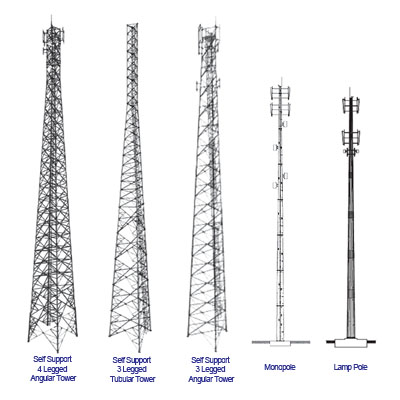 Self Support
4 Legged
Angular Tower
Self Support
3 Legged
Tubular Tower
Self Support
3 Legged
Angular Tower
Monopole
Lamp Pole